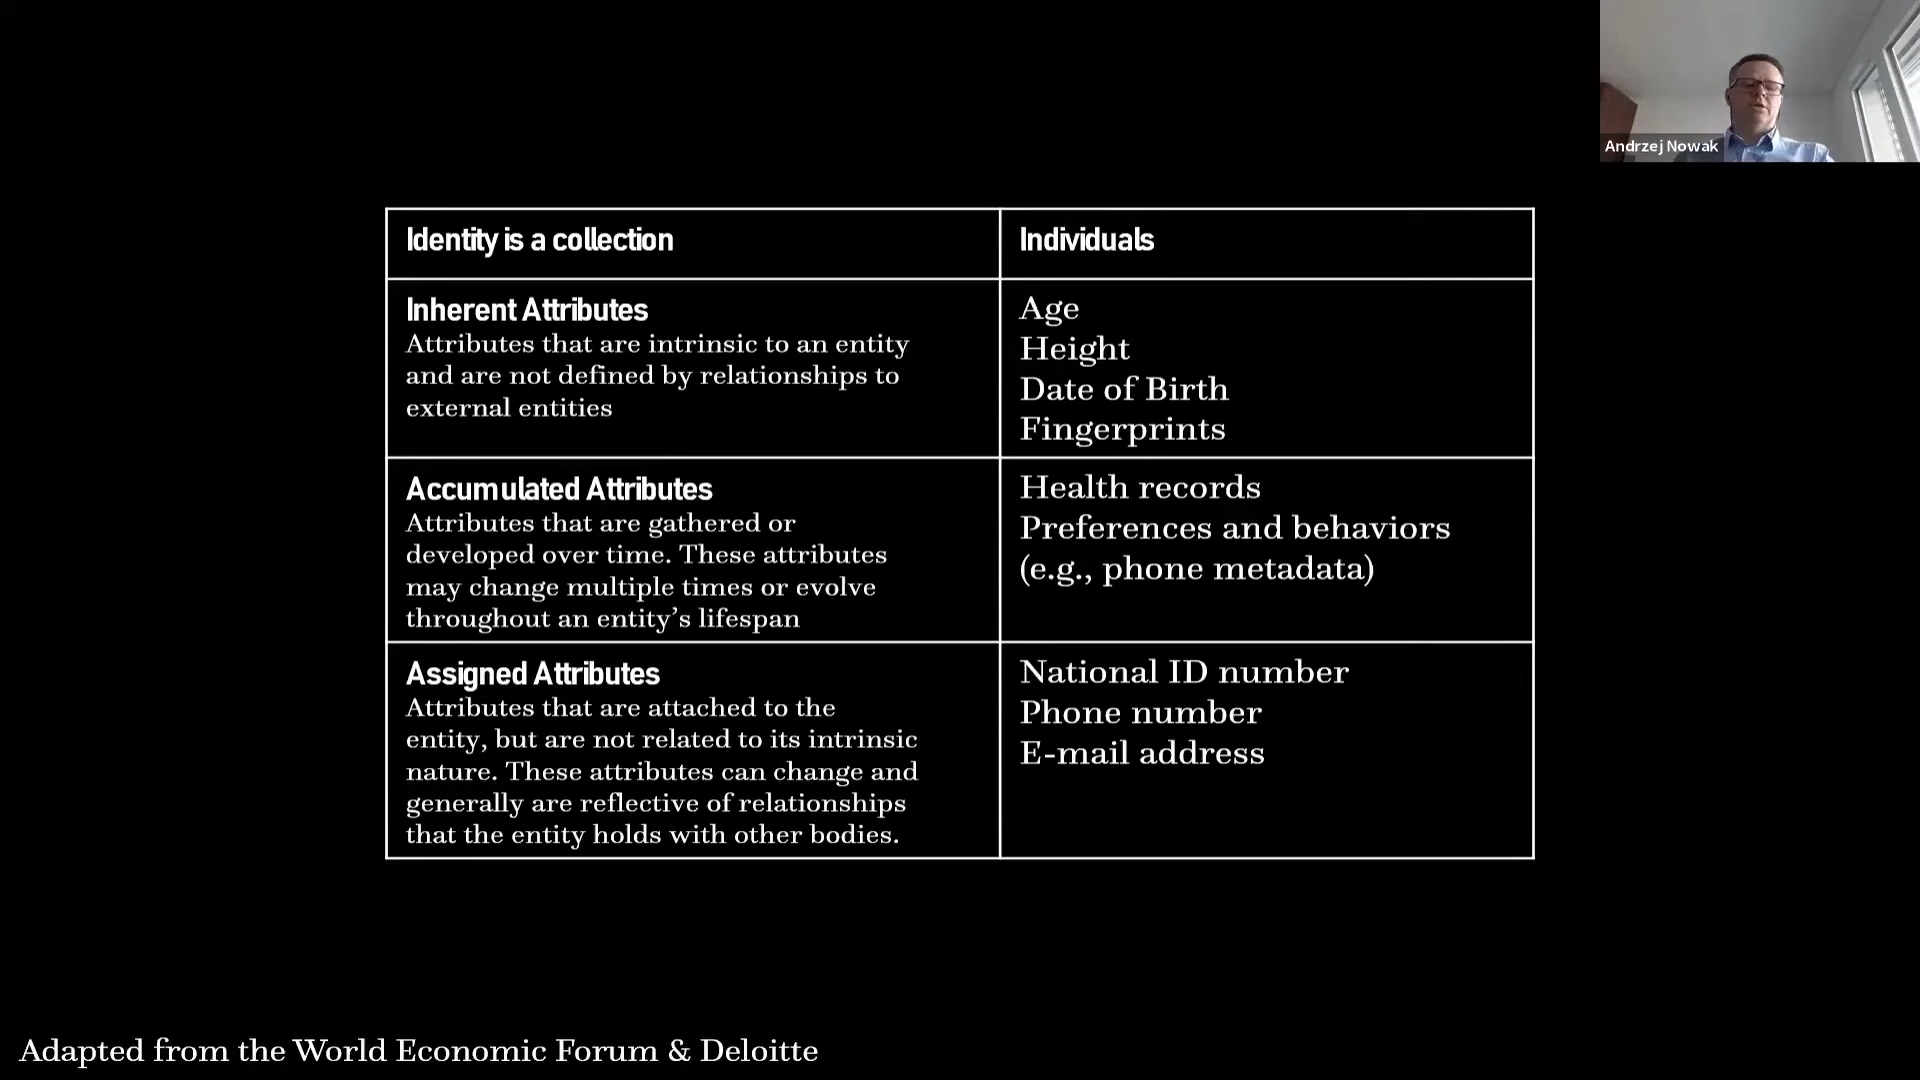 Andrzej Nowak
Identity is a collection
Individuals
Inherent Attributes
Attributes that are intrinsic to an entity
and are not defined by relationships to
external entities
Age
Height
Date of Birth
Fingerprints
Accumulated Attributes
Attributes that are gathered or
developed over time. These attributes
may change multiple times or evolve
throughout an entity’s lifespan
Health records
Preferences and behaviors
(e.g., phone metadata)
Assigned Attributes
Attributes that are attached to the
entity, but are not related to its intrinsic
nature. These attributes can change and
generally are reflective of relationships
that the entity holds with other bodies.
National ID number
Phone number
E-mail address
Adapted from the World Economic Forum & Deloitte